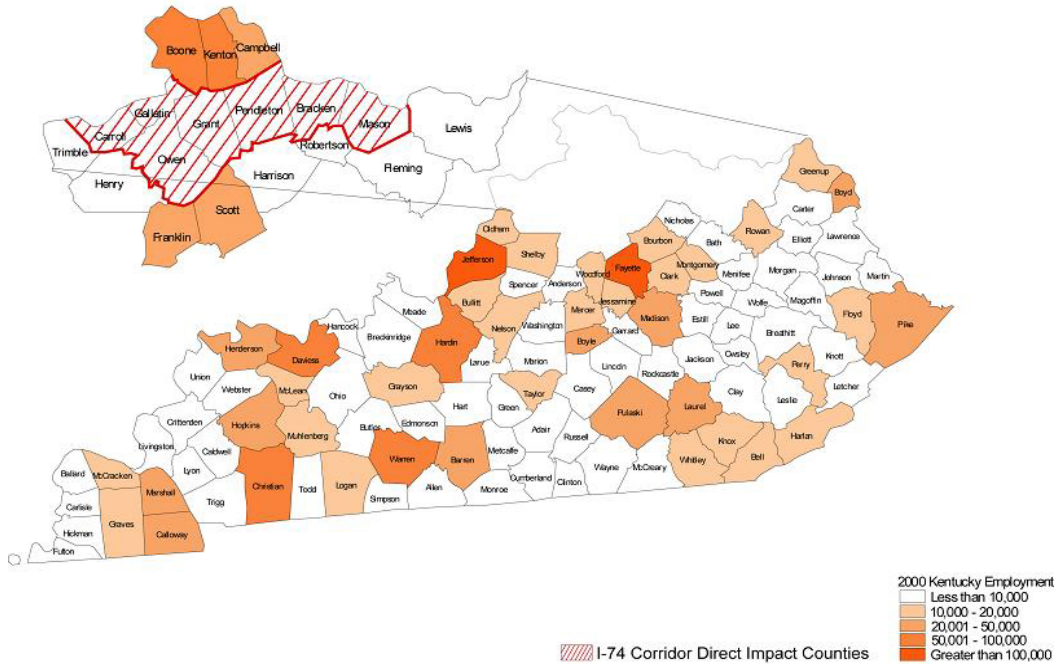 Boone
Kenton
Campbell
Gallatin
Carroll
Grant
Pendleton
Bracken
Mason
Lewis
Trimble
Owen
Robertson
Fleming
Henry
Harrison
Scott
Franklin
Greenup
Boyd
Carter
Nicholas
Oldham
Bath
Rowan
Elliott
Lawrence
Jefferson
Shelby
Bourbon
Woodford
Fayette
Montgomery
Clark
Menifee
Morgan
Johnson
Martin
Spencer
Anderson
Powell
Wolfe
Magoffin
Meade
Bullitt
Mercer
Jessamine
Madison
Estill
Lee
Breathitt
Floyd
Pike
Hancock
Breckinridge
Hardin
Nelson
Washington
Boyle
Garrard
Henderson
Daviess
Larue
Marion
Lincoln
Rockcastle
Jackson
Owsley
Perry
Knott
Letcher
Union
Webster
McLean
Ohio
Grayson
Hart
Green
Taylor
Casey
Clay
Leslie
Crittenden
Livingston
Hopkins
Muhlenberg
Butler
Edmonson
Adair
Russell
Pulaski
Laurel
Knox
Harlan
Caldwell
Lyon
Warren
Barren
Metcalfe
Cumberland
Clinton
Wayne
McCreary
Whitley
Bell
Ballard
McCracken
Marshall
Trigg
Christian
Todd
Logan
Simpson
Allen
Monroe
Carlisle
Graves
Calloway
Hickman
Futon
2000 Kentucky Employment
Less than 10,000
10,000 - 20,000
20,001 - 50,000
50,001 - 100,000
Greater than 100,000
I-74 Corridor Direct Impact Counties